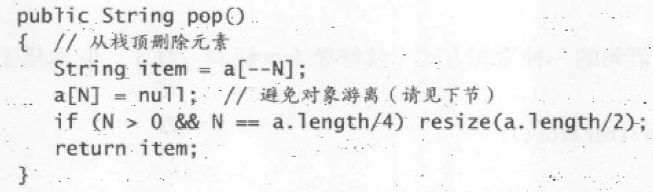 public String pop()
{ // 从栈顶删除元素
String item = a[--N];
a[N] = null; // 避免对象游离（请见下节）
if (N > 0 && N == a.length/4) resize(a.length/2);
return item;
}